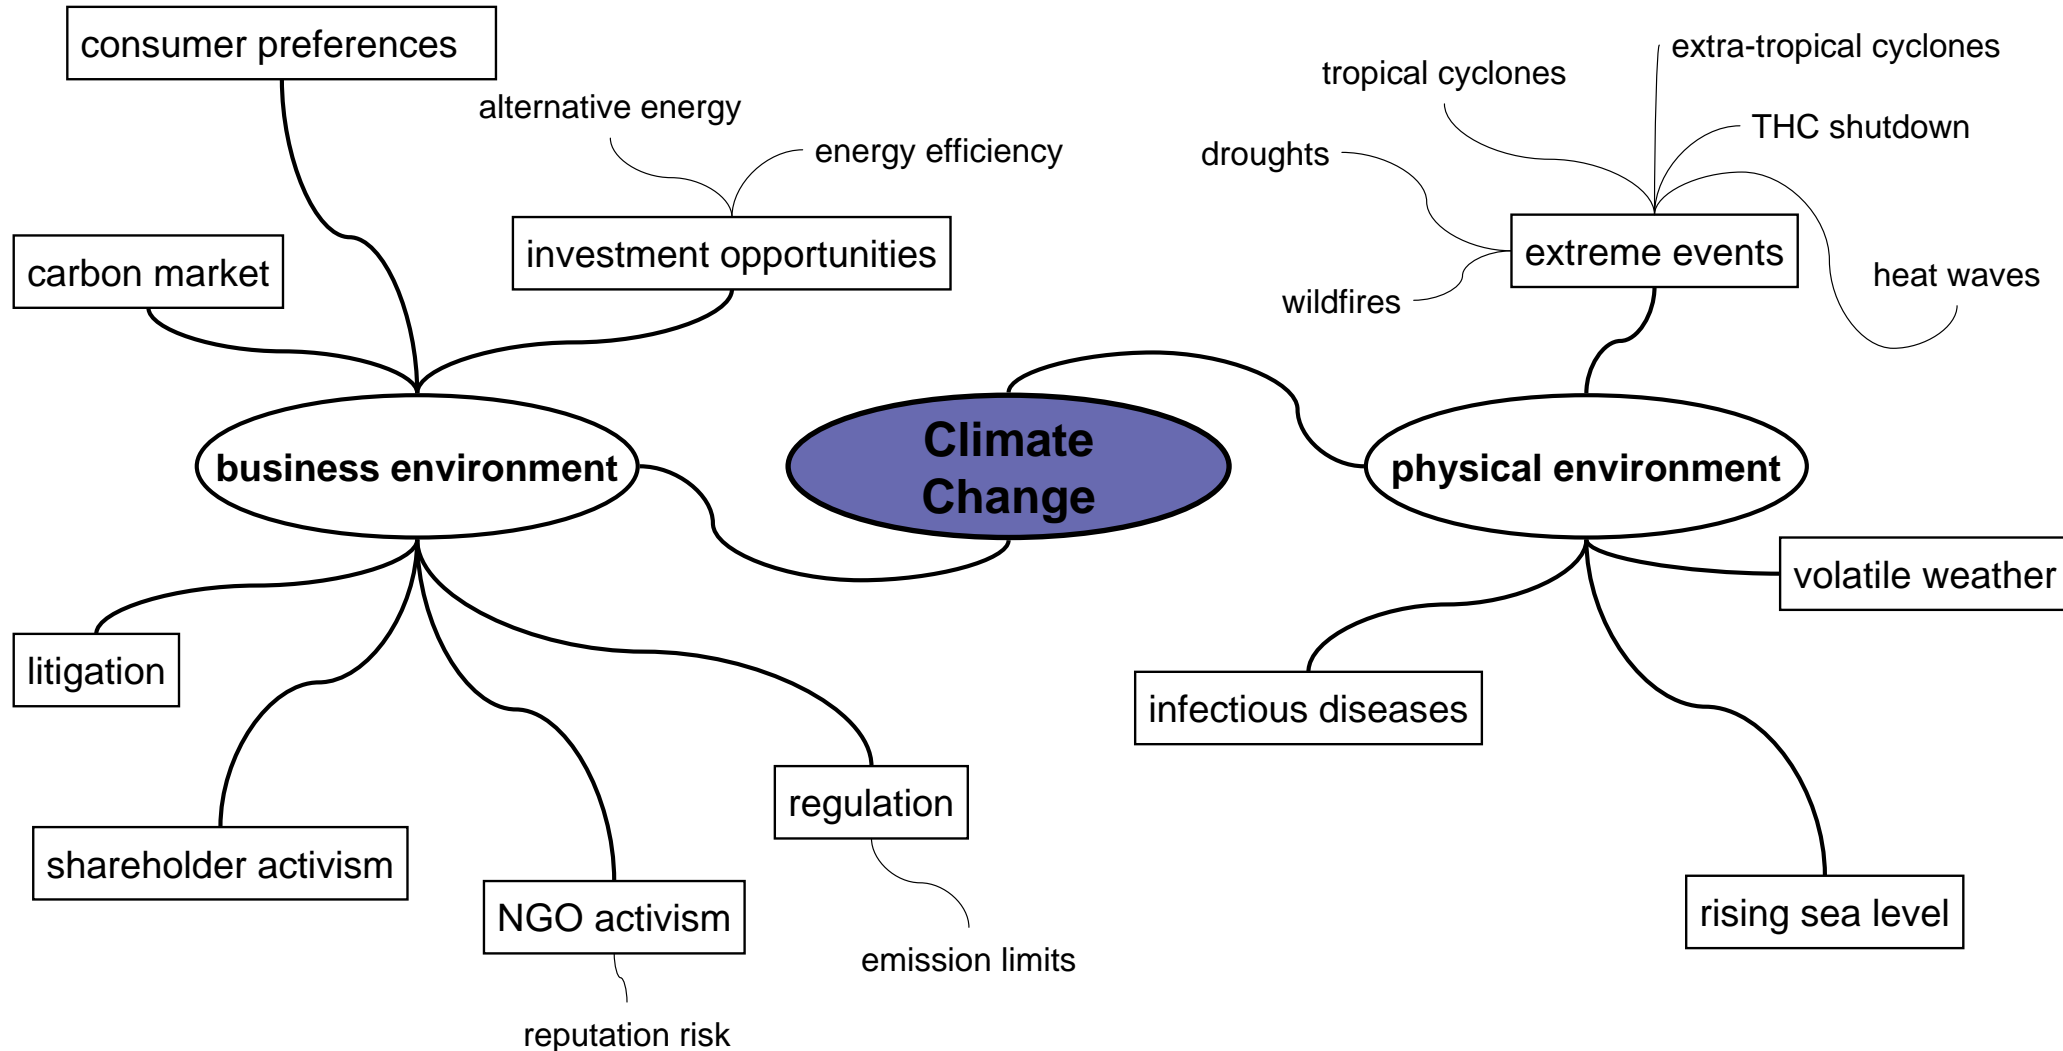 consumer preferences
extra-tropical cyclones
tropical cyclones
alternative energy
THC shutdown
energy efficiency
droughts
carbon market
investment opportunities
extreme events
heat waves
wildfires
Climate
Change
business environment
physical environment
volatile weather
litigation
infectious diseases
regulation
shareholder activism
NGO activism
rising sea level
emission limits
reputation risk